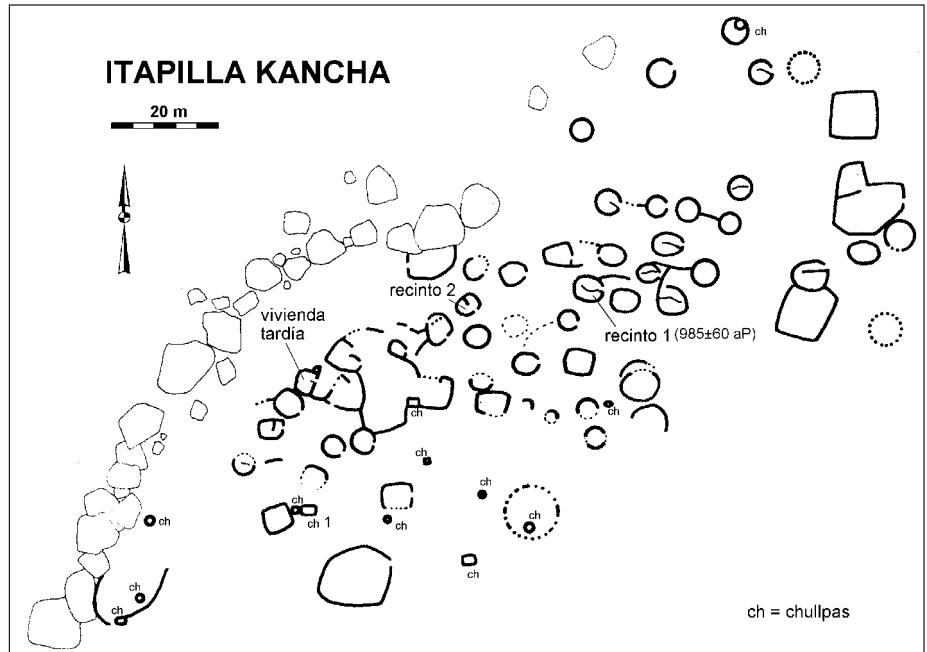 ITAPILLA KANCHA
20 m
ch
recinto 2
vivienda
tardía
recinto 1 (985±60 aP)
ch
ch
ch
ch
ch 1
ch
ch
ch
ch
ch
ch
ch
ch = chullpas